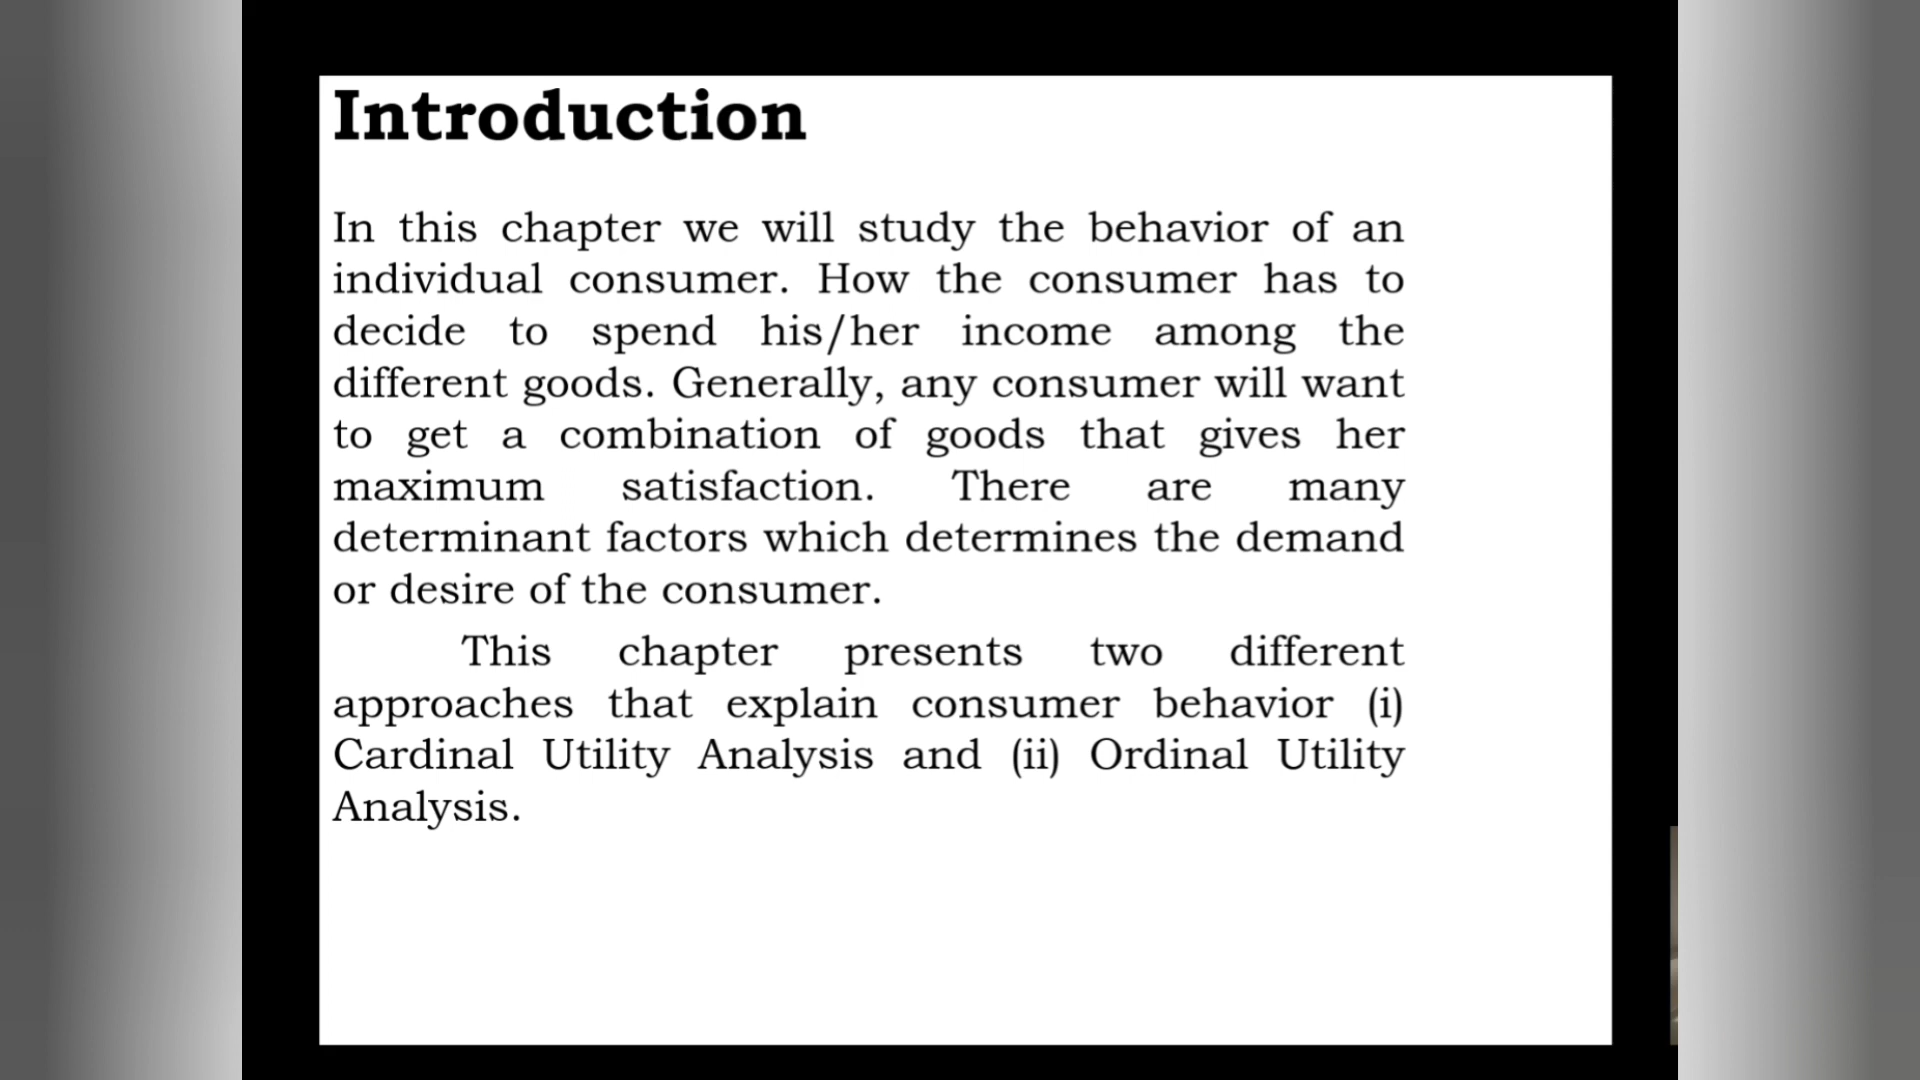 Introduction
In this chapter we will study the behavior of an
individual consumer. How the consumer has to
decide to spend his/her income among the
different goods. Generally, any consumer will want
to get a combination of goods that gives her
maximum satisfaction. There are many
determinant factors which determines the demand
or desire of the consumer.
This chapter presents two different
approaches that explain consumer behavior (i)
Cardinal Utility Analysis and (ii) Ordinal Utility
Analysis.